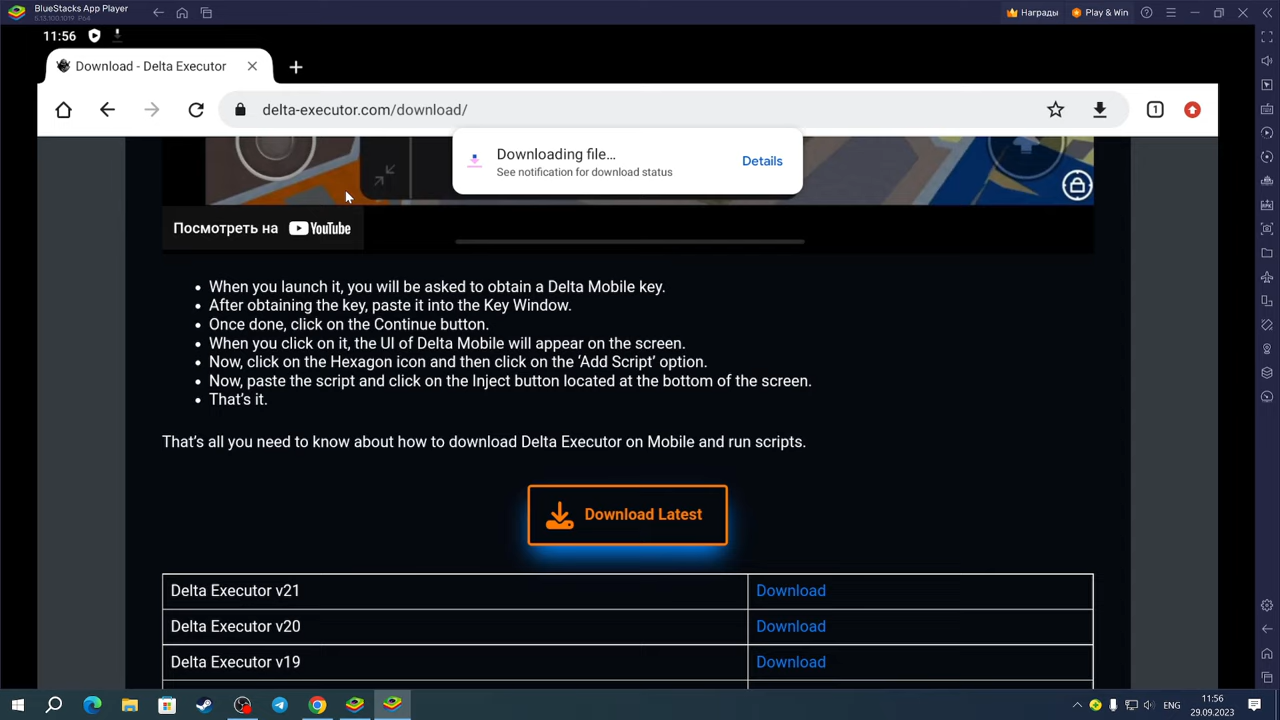 BlueStacks App Player
5.13.100.1019 P64
Награды
Play & Win
11:56
Download - Delta Executor
delta-executor.com/download/
1
Downloading file…
See notification for download status
Details
Посмотреть на YouTube
• When you launch it, you will be asked to obtain a Delta Mobile key.
• After obtaining the key, paste it into the Key Window.
• Once done, click on the Continue button.
• When you click on it, the UI of Delta Mobile will appear on the screen.
• Now, click on the Hexagon icon and then click on the ‘Add Script’ option.
• Now, paste the script and click on the Inject button located at the bottom of the screen.
• That’s it.
That’s all you need to know about how to download Delta Executor on Mobile and run scripts.
Download Latest
Delta Executor v21 Download
Delta Executor v20 Download
Delta Executor v19 Download
11:56
29.09.2023